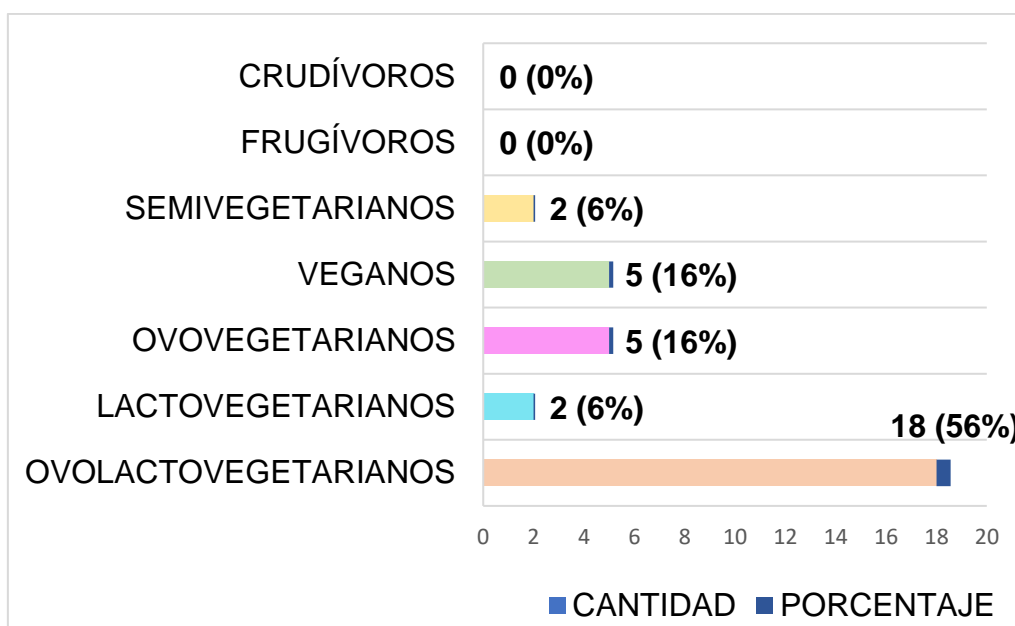 CRUDÍVOROS 0 (0%)
FRUGÍVOROS 0 (0%)
SEMIVEGETARIANOS 2 (6%)
VEGANOS 5 (16%)
OVOVEGETARIANOS 5 (16%)
LACTOVEGETARIANOS 2 (6%)
18 (56%)
OVOLACTOVEGETARIANOS
0 2 4 6 8 10 12 14 16 18 20
CANTIDAD PORCENTAJE